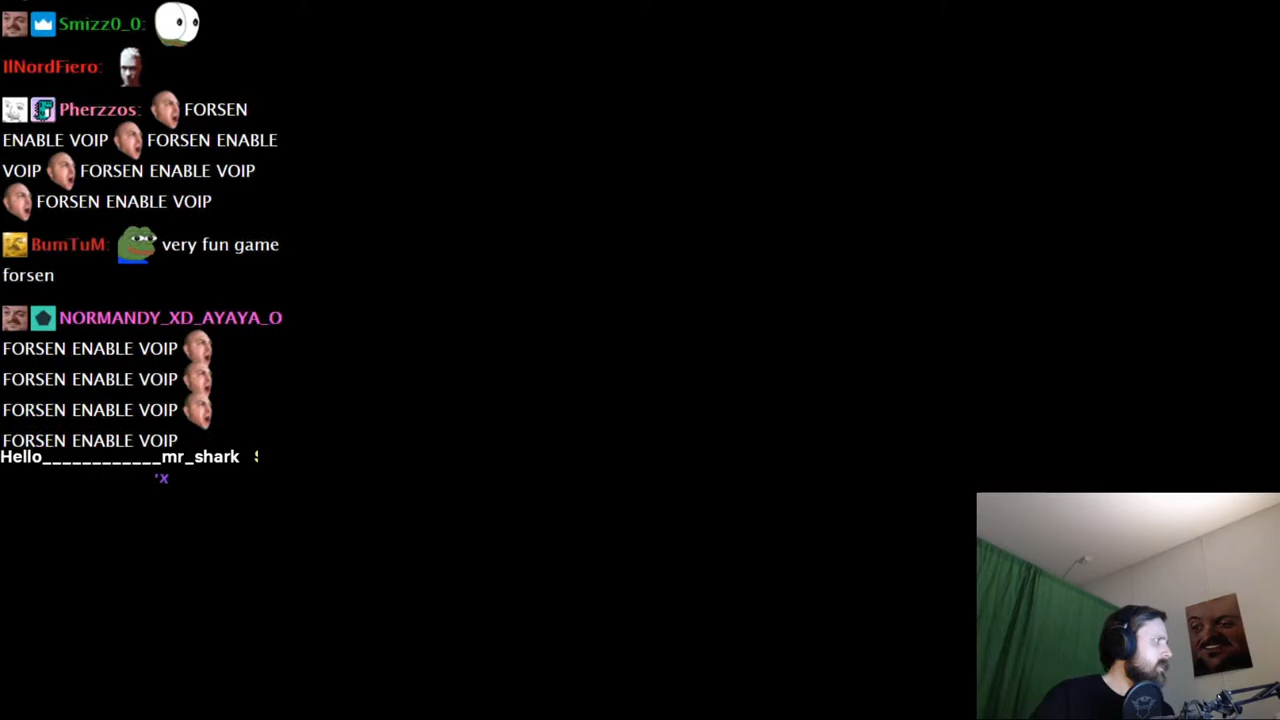 Smizz0_0:
IlNordFiero:
Pherzzos: FORSEN
ENABLE VOIP FORSEN ENABLE
VOIP FORSEN ENABLE VOIP
FORSEN ENABLE VOIP
BumTuM: very fun game
forsen
NORMANDY_XD_AYAYA_O
FORSEN ENABLE VOIP
FORSEN ENABLE VOIP
FORSEN ENABLE VOIP
FORSEN ENABLE VOIP
Hello____________mr_shark
'x